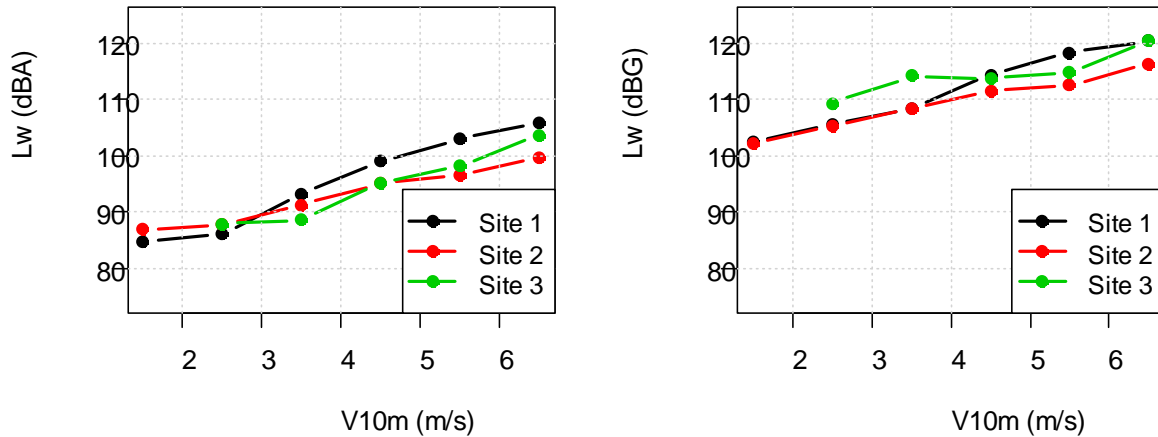 Lw (dBA)
120
110
100
90
80
Site 1
Site 2
Site 3
2 3 4 5 6
V10m (m/s)
Lw (dBG)
120
110
100
90
80
Site 1
Site 2
Site 3
2 3 4 5 6
V10m (m/s)